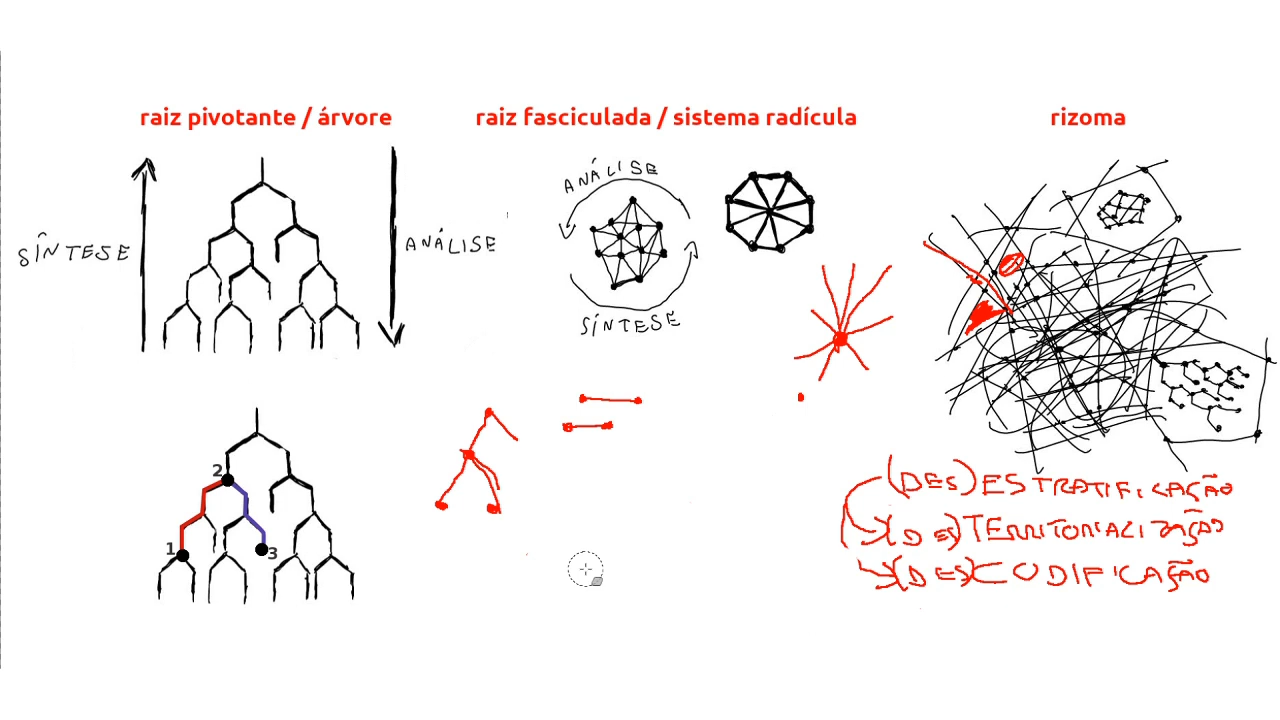 raiz pivotante / árvore
raiz fasciculada / sistema radícula
rizoma
SÍNTESE
ANÁLISE
ANÁLISE
SÍNTESE
2
1
3
(DES) ESTRATIFICAÇÃO
(DES) TERRITORIALIZAÇÃO
(DES) CODIFICAÇÃO